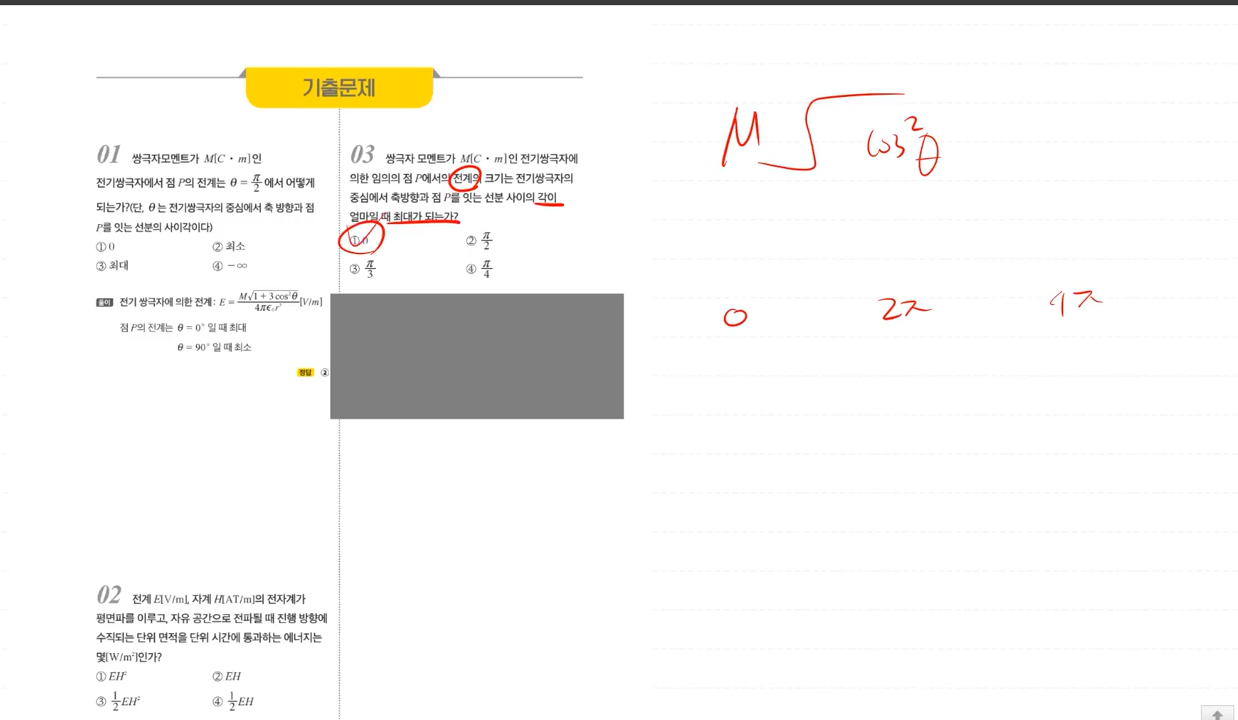 기출문제
01 쌍극자모멘트가 M[C · m]인
전기쌍극자에서 점 P의 전계는 θ = π/2 에서 어떻게
되는가?(단, θ는 전기쌍극자의 중심에서 축 방향과 점
P를 잇는 선분의 사이각이다)
① 0 ② 최소
③ 최대 ④ -∞
풀이 전기 쌍극자에 의한 전계 : E = M√(1+3cos²θ)/4πϵ₀r³ [V/m]
점 P의 전계는 θ = 0° 일 때 최대
θ = 90° 일 때 최소
정답 ②
02 전계 E[V/m], 자계 H[AT/m]의 전자계가
평면파를 이루고, 자유 공간으로 전파될 때 진행 방향에
수직되는 단위 면적을 단위 시간에 통과하는 에너지는
몇[W/m²]인가?
① EH² ② EH
③ 1/2 EH² ④ 1/2 EH
03 쌍극자 모멘트가 M[C · m]인 전기쌍극자에
의한 임의의 점 P에서의 전계의 크기는 전기쌍극자의
중심에서 축방향과 점 P를 잇는 선분 사이의 각이
얼마일 때 최대가 되는가?
① 0 ② π/2
③ π/3 ④ π/4
M√ cos²θ
0 2π 4π